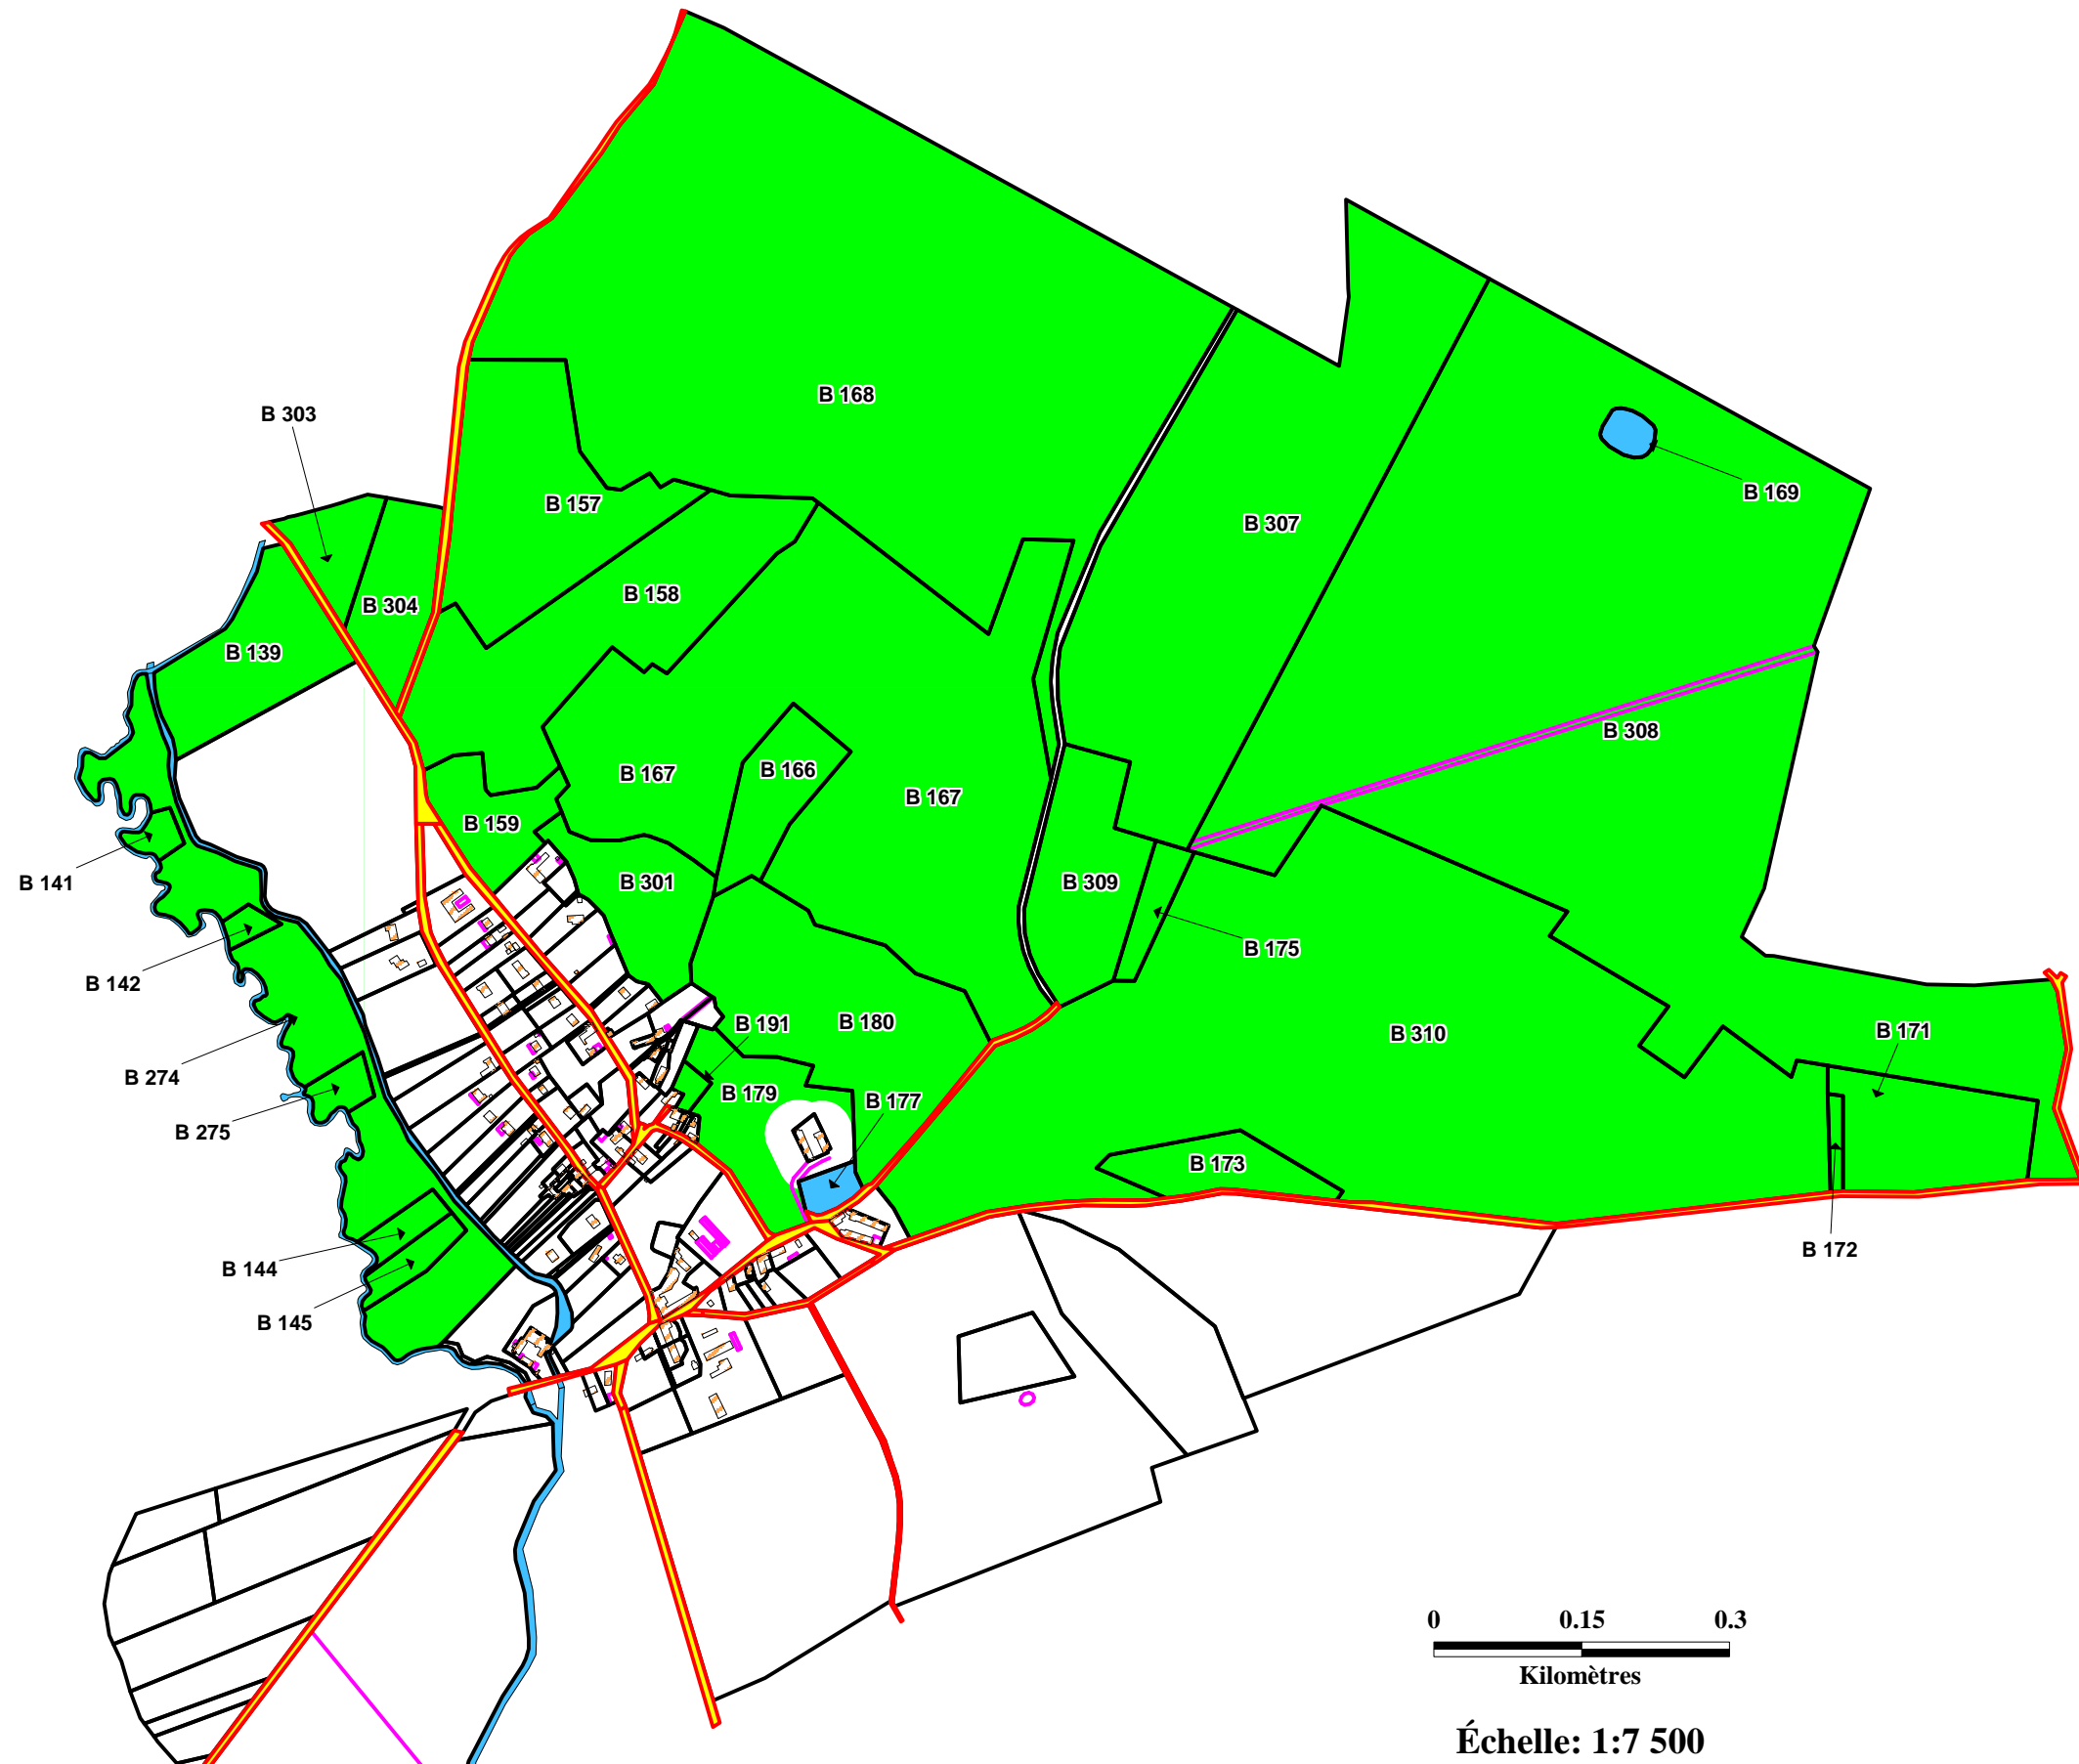 B 168
B 303
B 169
B 157
B 307
B 158
B 304
B 139
B 308
B 167
B 166
B 167
B 159
B 301
B 309
B 141
B 175
B 142
B 191
B 180
B 310
B 171
B 274
B 179
B 177
B 275
B 173
B 172
B 144
B 145
0 0.15 0.3
Kilomètres
Échelle: 1:7 500